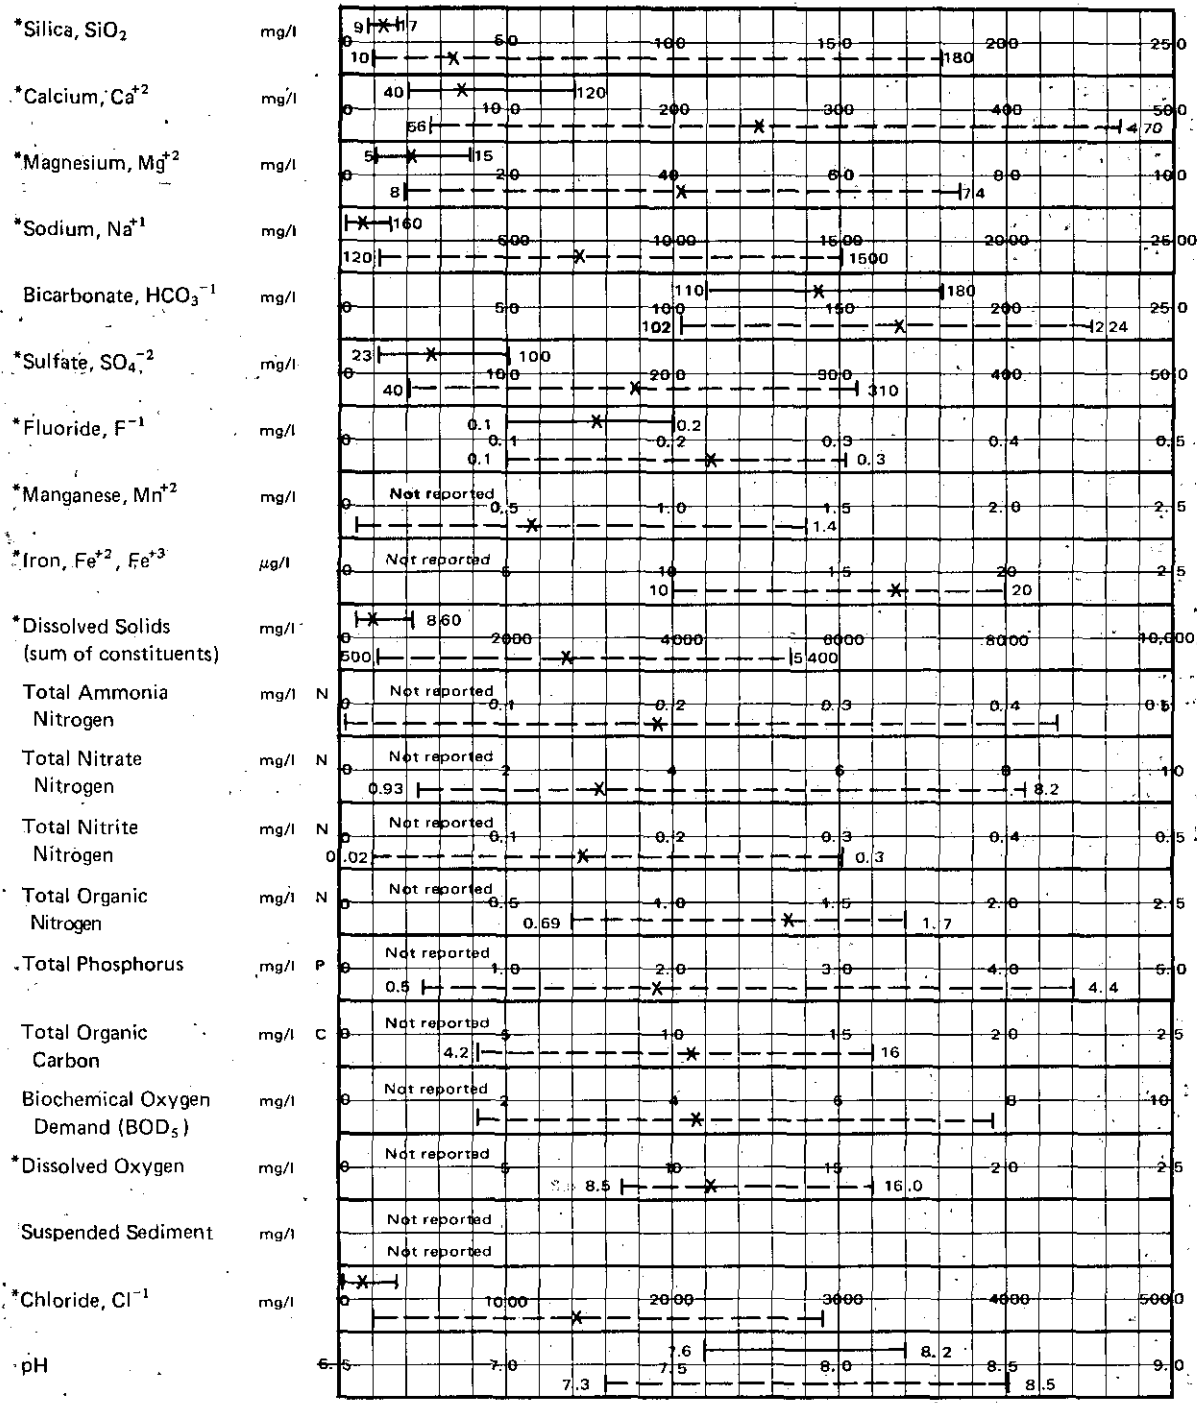 *Silica, SiO2 mg/l 9 17
0 50 100 150 200 250
10 180
*Calcium, Ca+2 mg/l 40 120
0 100 200 300 400 500
56 470
*Magnesium, Mg+2 mg/l 5 15
0 20 40 60 80 100
8 74
*Sodium, Na+1 mg/l 160
0 500 1000 1500 2000 2500
120 1500
Bicarbonate, HCO3−1 mg/l 110 180
0 50 100 150 200 250
102 224
*Sulfate, SO4−2 mg/l 23 100
0 100 200 300 400 500
40 310
*Fluoride, F−1 mg/l 0.1 0.2
0 0.1 0.2 0.3 0.4 0.5
0.1 0.3
*Manganese, Mn+2 mg/l Not reported
0 0.5 1.0 1.5 2.0 2.5
1.4
*Iron, Fe+2, Fe+3 µg/l Not reported
0 5 10 15 20 25
10 20
*Dissolved Solids mg/l 860
0 2000 4000 6000 8000 10,000
(sum of constituents) 500 5400
Total Ammonia mg/l N Not reported
0 0.1 0.2 0.3 0.4 0.5
Nitrogen
Total Nitrate mg/l N Not reported
0 2 4 6 8 10
Nitrogen 0.93 8.2
Total Nitrite mg/l N Not reported
0 0.1 0.2 0.3 0.4 0.5
Nitrogen 0.02 0.3
Total Organic mg/l N Not reported
0 0.5 1.0 1.5 2.0 2.5
Nitrogen 0.69 1.7
Total Phosphorus mg/l P Not reported
0 1.0 2.0 3.0 4.0 5.0
0.5 4.4
Total Organic mg/l C Not reported
0 5 10 15 20 25
Carbon 4.2 16
Biochemical Oxygen mg/l Not reported
0 2 4 6 8 10
Demand (BOD5)
*Dissolved Oxygen mg/l Not reported
0 5 10 15 20 25
8.5 16.0
Suspended Sediment mg/l Not reported
Not reported
*Chloride, Cl−1 mg/l
0 1000 2000 3000 4000 5000
pH 7.6 8.2
6.5 7.0 7.5 8.0 8.5 9.0
7.3 8.5